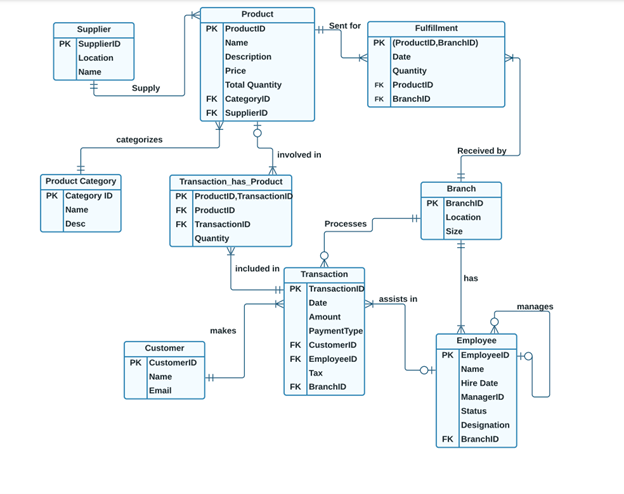 Supplier
PK SupplierID
Location
Name
Supply
Product
PK ProductID
Name
Description
Price
Total Quantity
FK CategoryID
FK SupplierID
Sent for
Fulfillment
PK (ProductID,BranchID)
Date
Quantity
FK ProductID
FK BranchID
categorizes
involved in
Received by
Product Category
PK Category ID
Name
Desc
Transaction_has_Product
PK ProductID,TransactionID
FK ProductID
FK TransactionID
Quantity
Branch
PK BranchID
Location
Size
Processes
included in
has
Transaction
PK TransactionID
Date
Amount
PaymentType
FK CustomerID
FK EmployeeID
Tax
FK BranchID
assists in
manages
makes
Customer
PK CustomerID
Name
Email
Employee
PK EmployeeID
Name
Hire Date
ManagerID
Status
Designation
FK BranchID